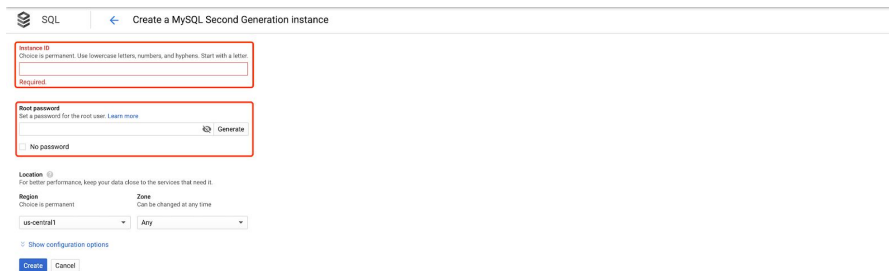 SQL
Create a MySQL Second Generation instance
Instance ID
Choice is permanent. Use lowercase letters, numbers, and hyphens. Start with a letter.
Required.
Root password
Set a password for the root user. Learn more
Generate
No password
Location
For better performance, keep your data close to the services that need it.
Region Zone
Choice is permanent Can be changed at any time
us-central1 Any
Show configuration options
Create Cancel